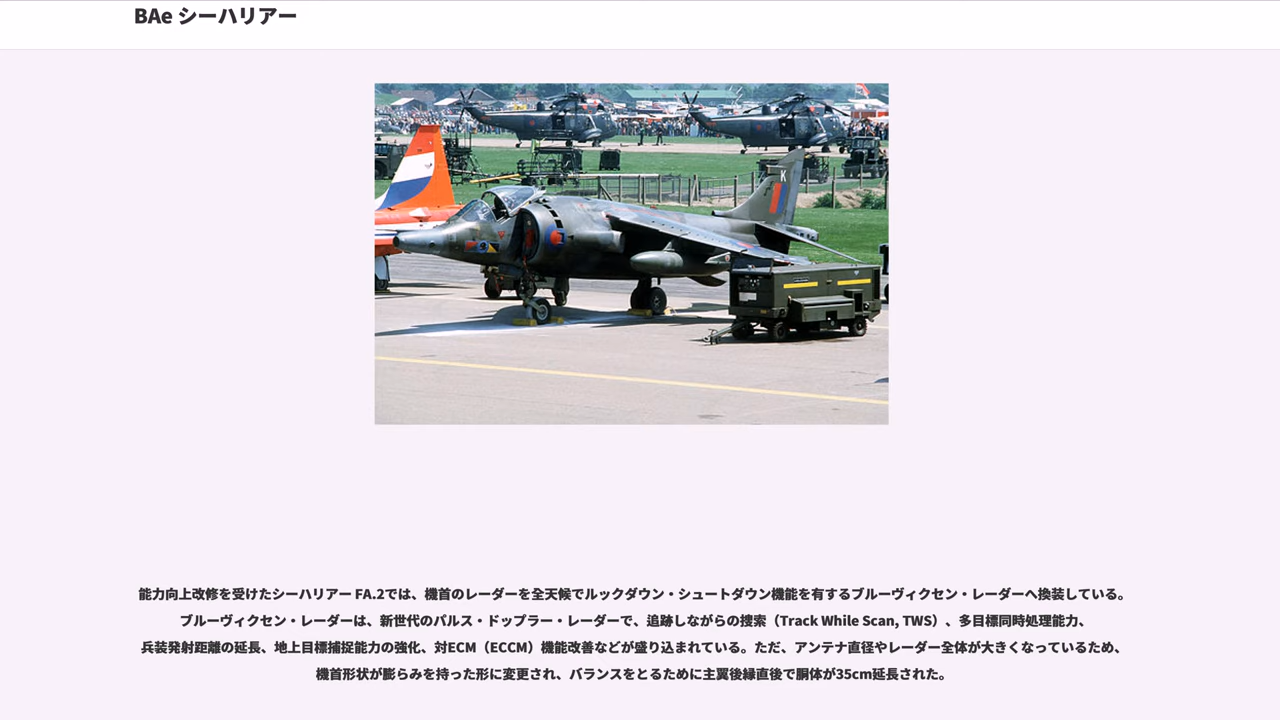 BAe シーハリアー
K
能力向上改修を受けたシーハリアー FA.2では、機首のレーダーを全天候でルックダウン・シュートダウン機能を有するブルーヴィクセン・レーダーへ換装している。
ブルーヴィクセン・レーダーは、新世代のパルス・ドップラー・レーダーで、追跡しながらの捜索（Track While Scan, TWS）、多目標同時処理能力、
兵装発射距離の延長、地上目標捕捉能力の強化、対ECM（ECCM）機能改善などが盛り込まれている。ただ、アンテナ直径やレーダー全体が大きくなっているため、
機首形状が膨らみを持った形に変更され、バランスをとるために主翼後縁直後で胴体が35cm延長された。